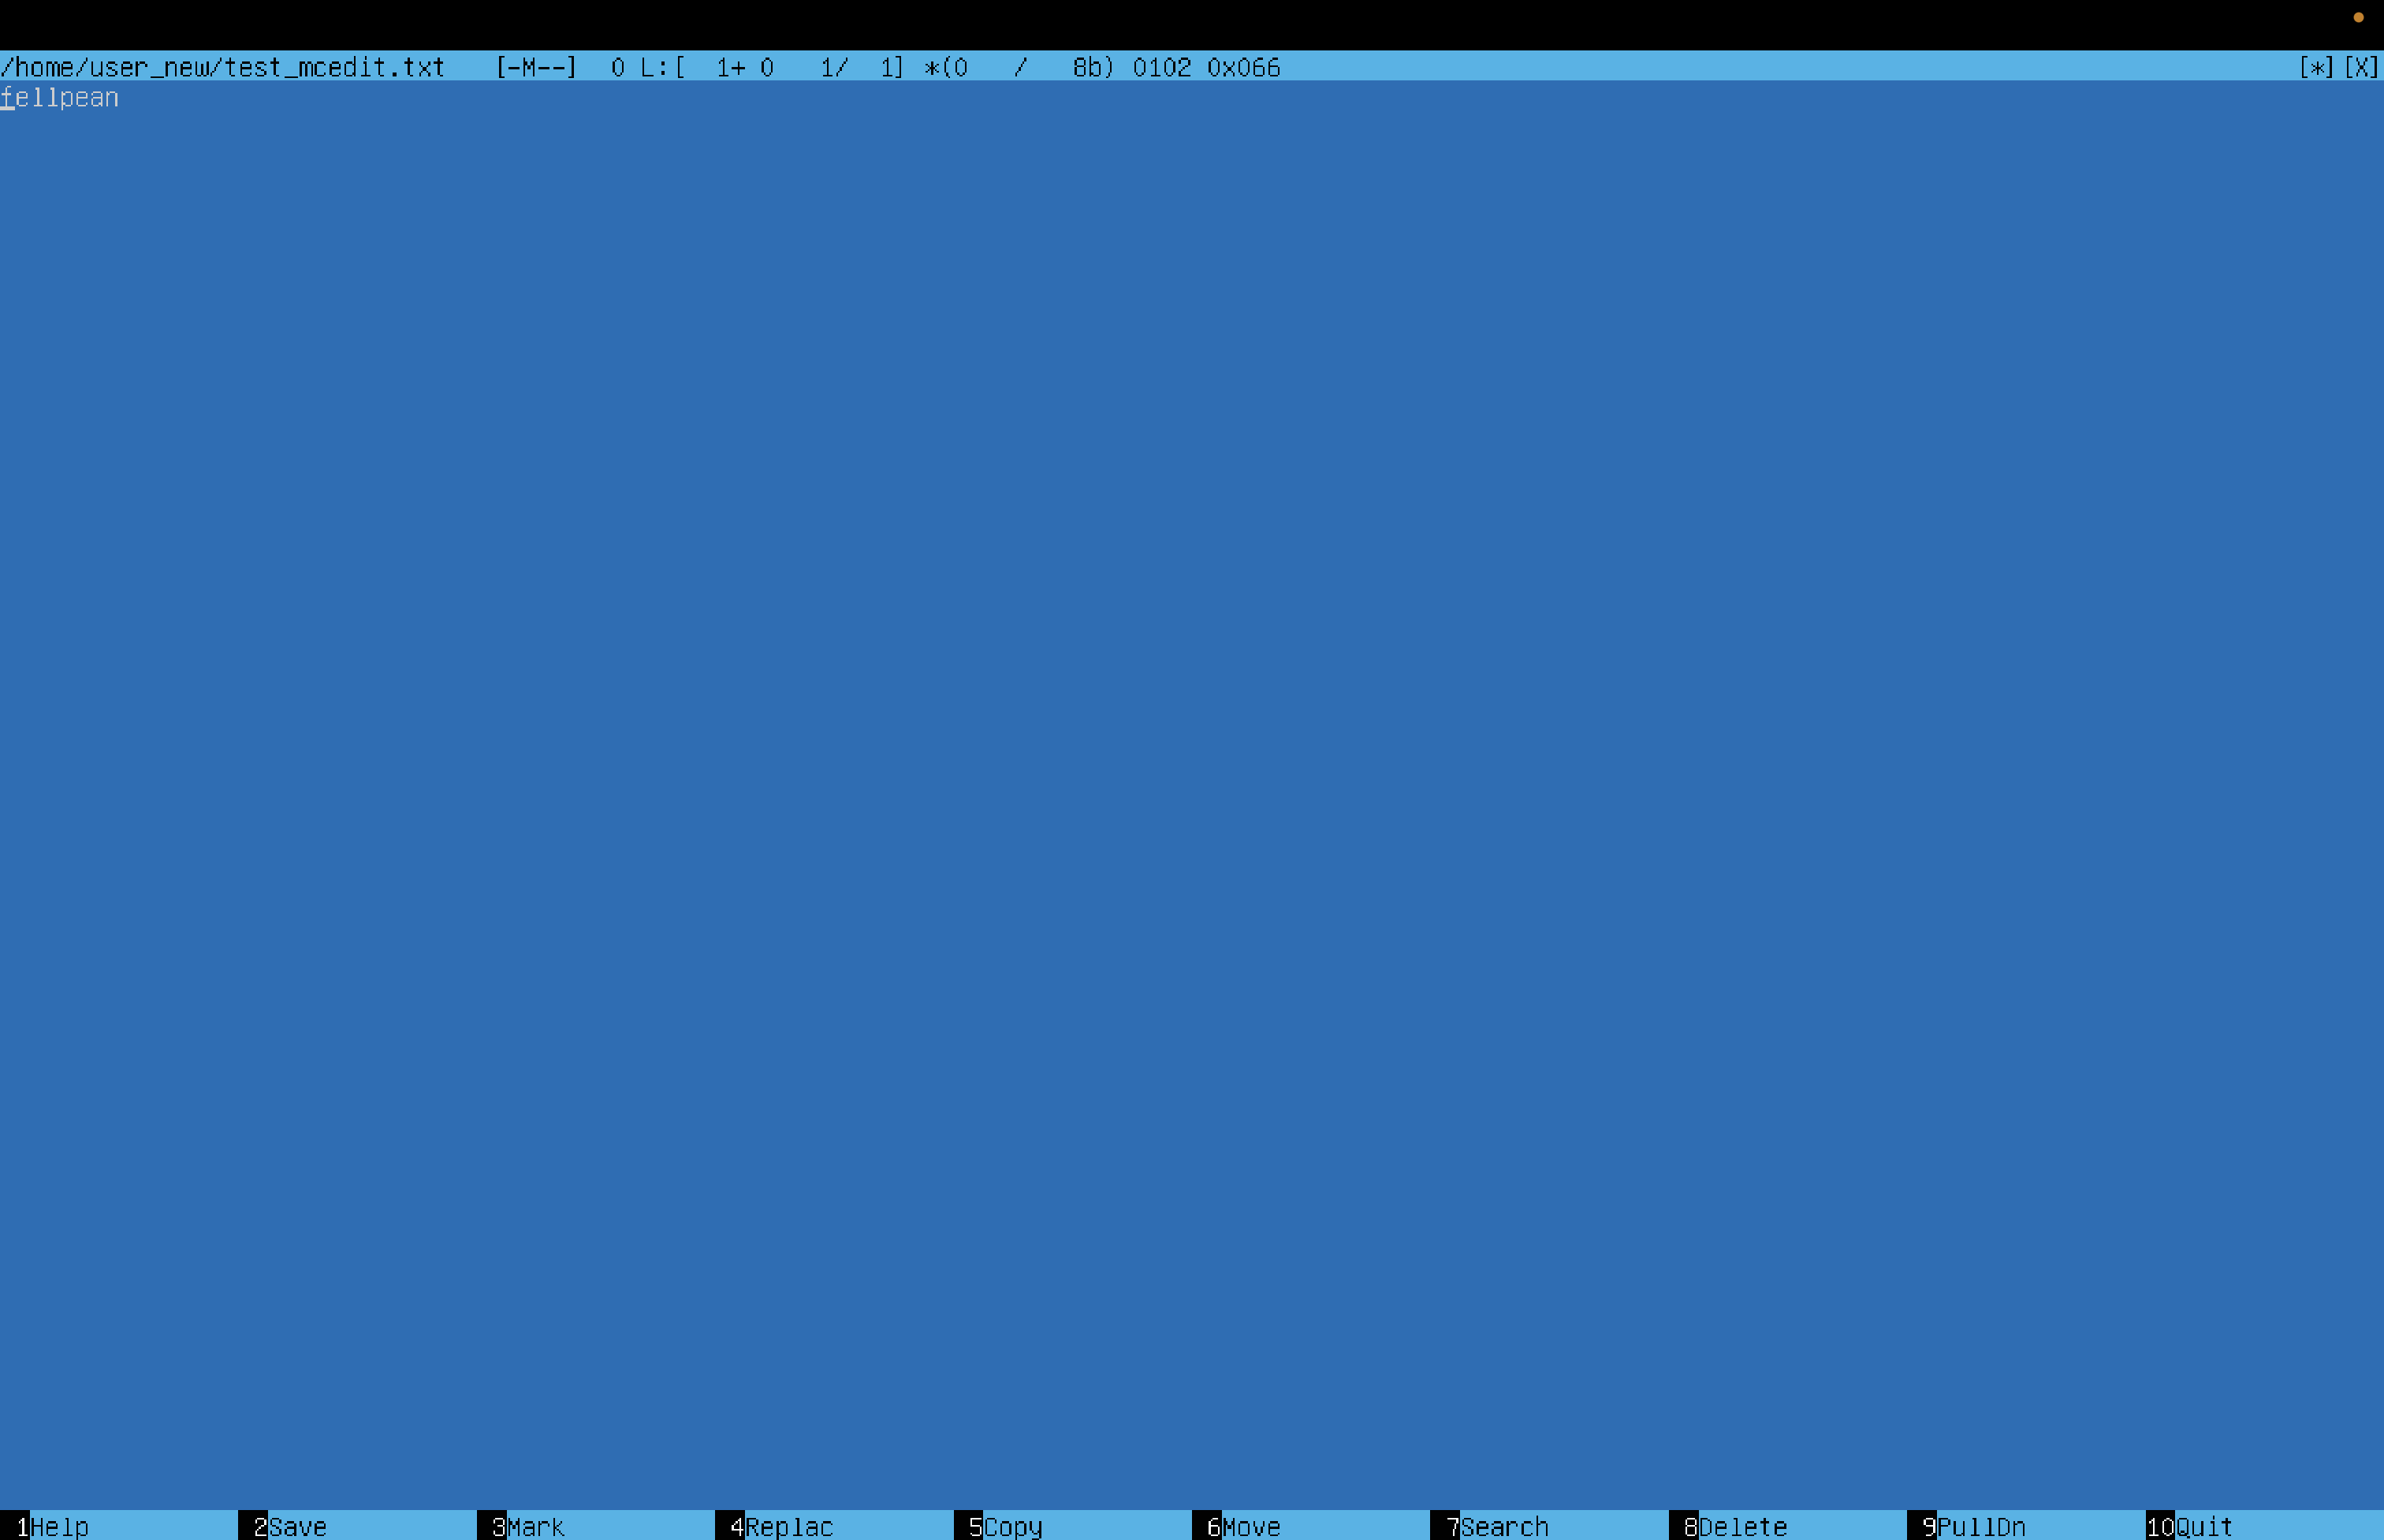 /home/user_new/test_mcedit.txt   [-M--]  0 L:[  1+ 0   1/  1] *(0   /   8b) 0102 0x066 [*][X]
fellpean
1Help 2Save 3Mark 4Replac 5Copy 6Move 7Search 8Delete 9PullDn 10Quit